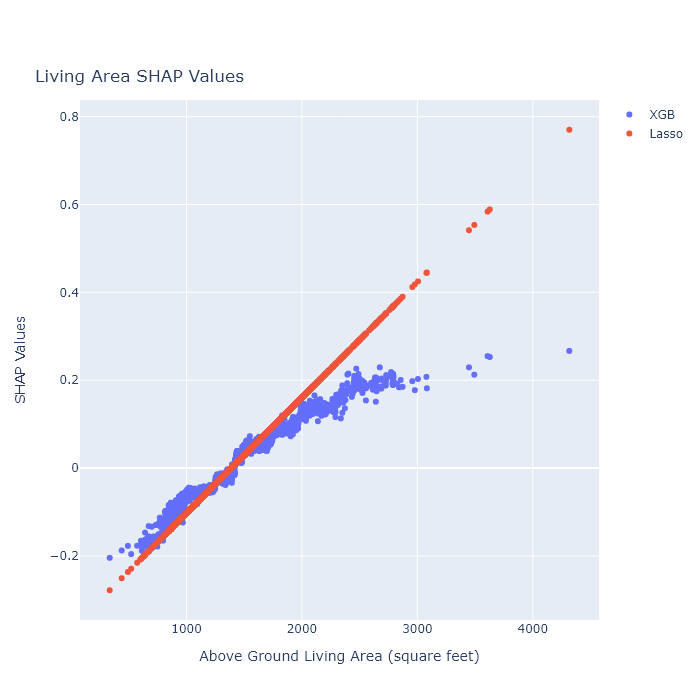 Living Area SHAP Values
XGB
Lasso
0.8
0.6
0.4
0.2
0
−0.2
SHAP Values
1000
2000
3000
4000
Above Ground Living Area (square feet)